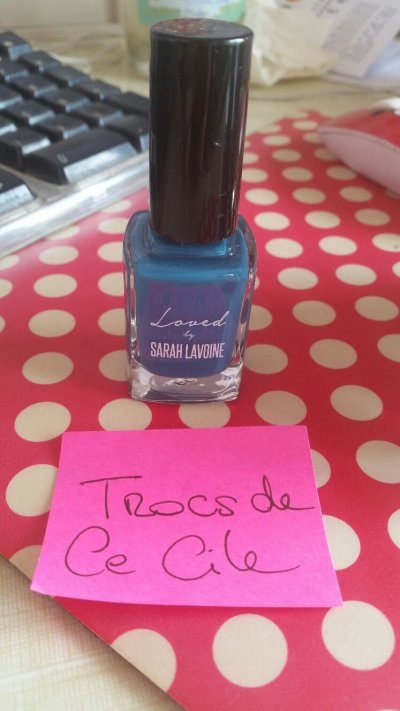 Loved
by
SARAH LAVOINE
Trocs de
Ce Cile